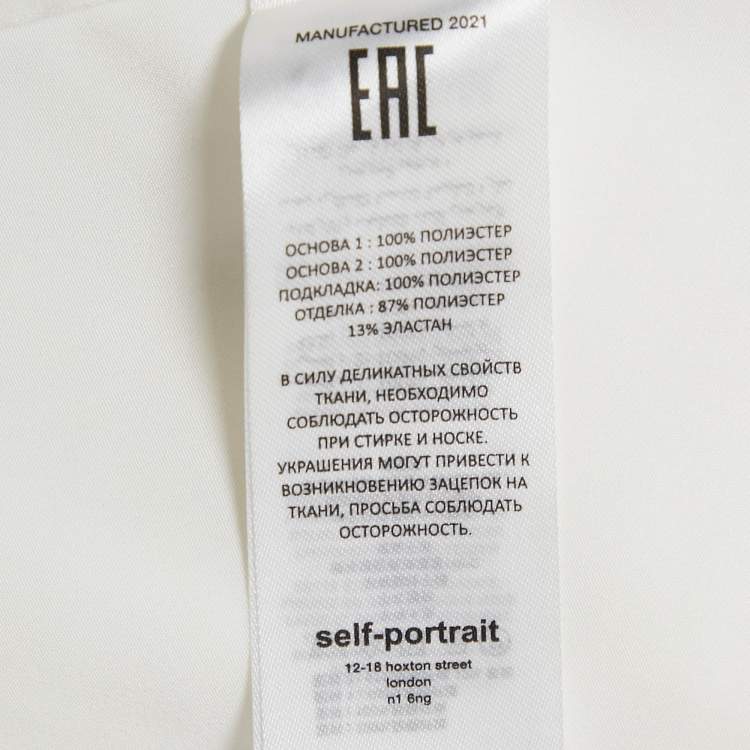 MANUFACTURED 2021
EAC
ОСНОВА 1 : 100% ПОЛИЭСТЕР
ОСНОВА 2 : 100% ПОЛИЭСТЕР
ПОДКЛАДКА: 100% ПОЛИЭСТЕР
ОТДЕЛКА : 87% ПОЛИЭСТЕР
13% ЭЛАСТАН
В СИЛУ ДЕЛИКАТНЫХ СВОЙСТВ
ТКАНИ, НЕОБХОДИМО
СОБЛЮДАТЬ ОСТОРОЖНОСТЬ
ПРИ СТИРКЕ И НОСКЕ.
УКРАШЕНИЯ МОГУТ ПРИВЕСТИ К
ВОЗНИКНОВЕНИЮ ЗАЦЕПОК НА
ТКАНИ, ПРОСЬБА СОБЛЮДАТЬ
ОСТОРОЖНОСТЬ.
self-portrait
12-18 hoxton street
london
n1 6ng